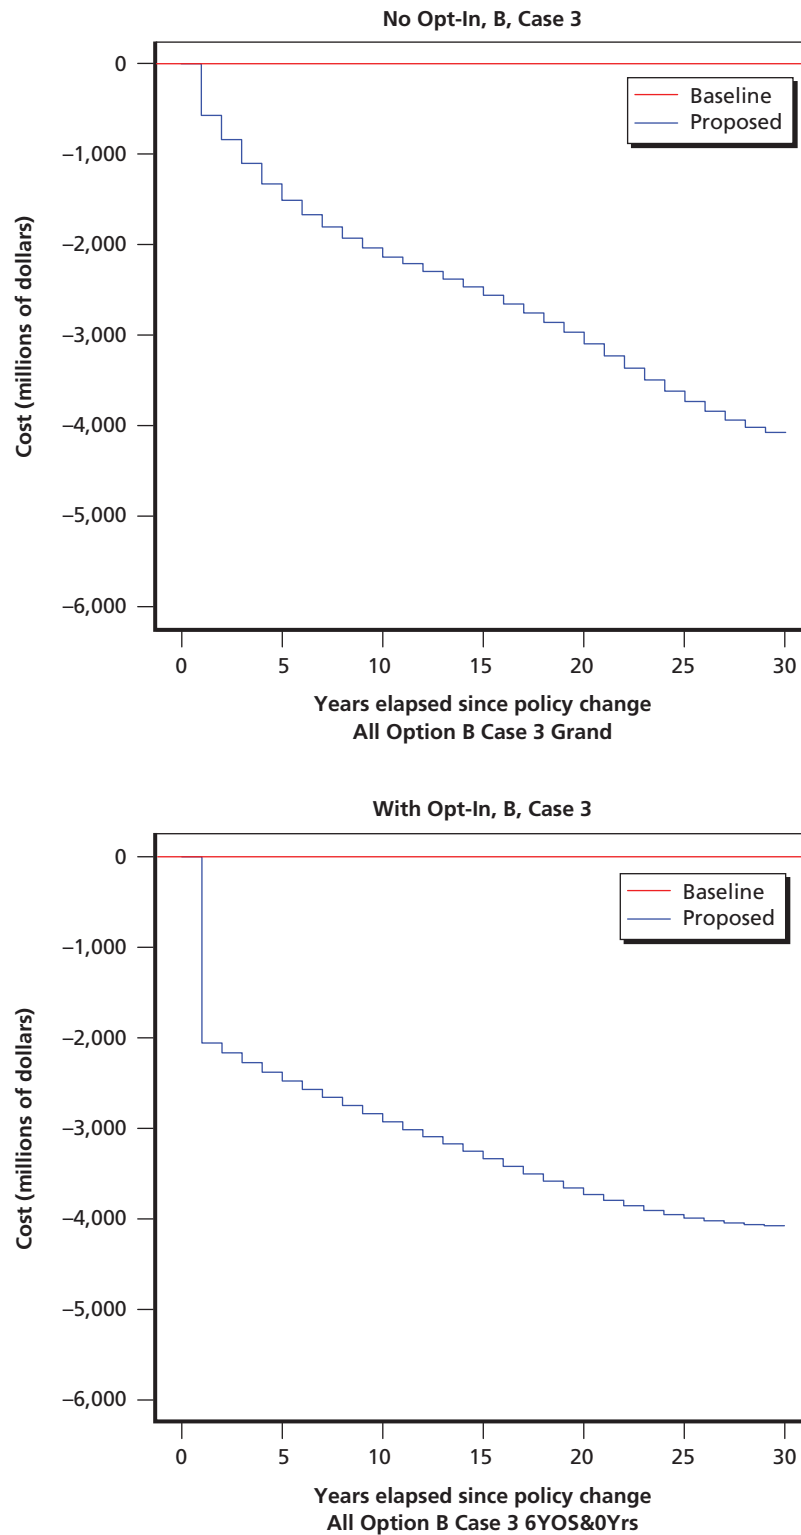 No Opt-In, B, Case 3
0
–1,000
–2,000
–3,000
–4,000
–5,000
–6,000
Cost (millions of dollars)
Baseline
Proposed
0 5 10 15 20 25 30
Years elapsed since policy change
All Option B Case 3 Grand
With Opt-In, B, Case 3
0
–1,000
–2,000
–3,000
–4,000
–5,000
–6,000
Cost (millions of dollars)
Baseline
Proposed
0 5 10 15 20 25 30
Years elapsed since policy change
All Option B Case 3 6YOS&0Yrs